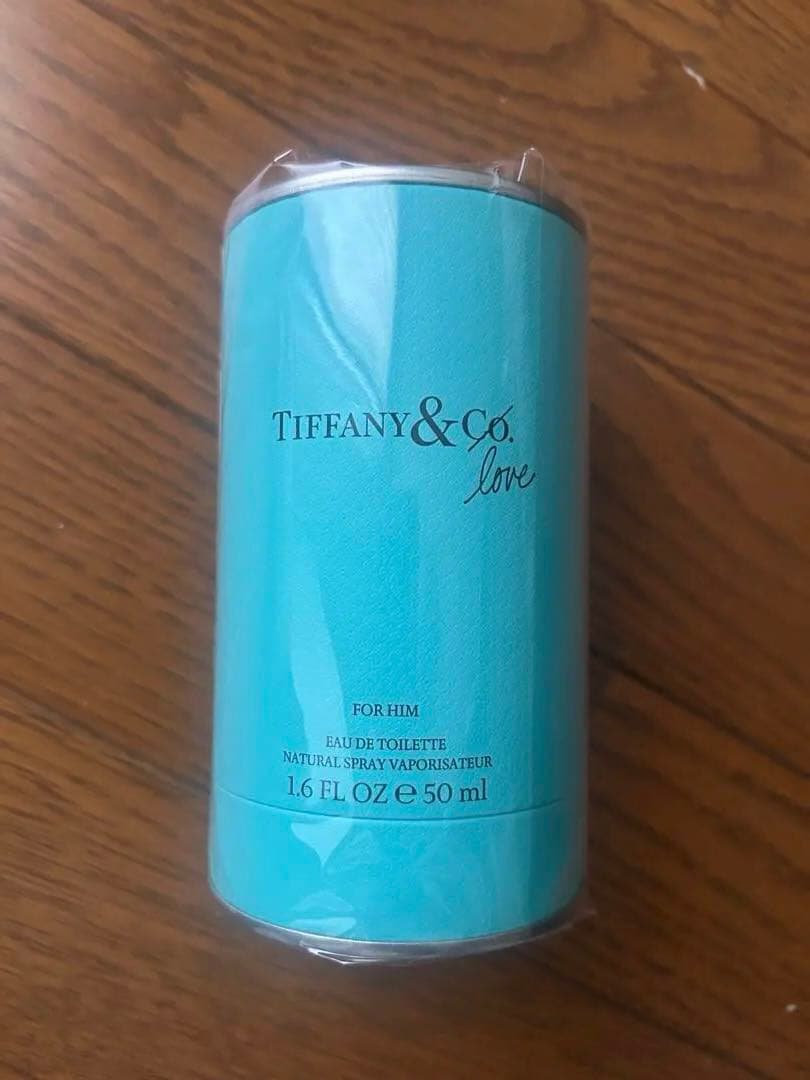 TIFFANY & Co.
love
FOR HIM
EAU DE TOILETTE
NATURAL SPRAY VAPORISATEUR
1.6 FL OZ e 50 ml